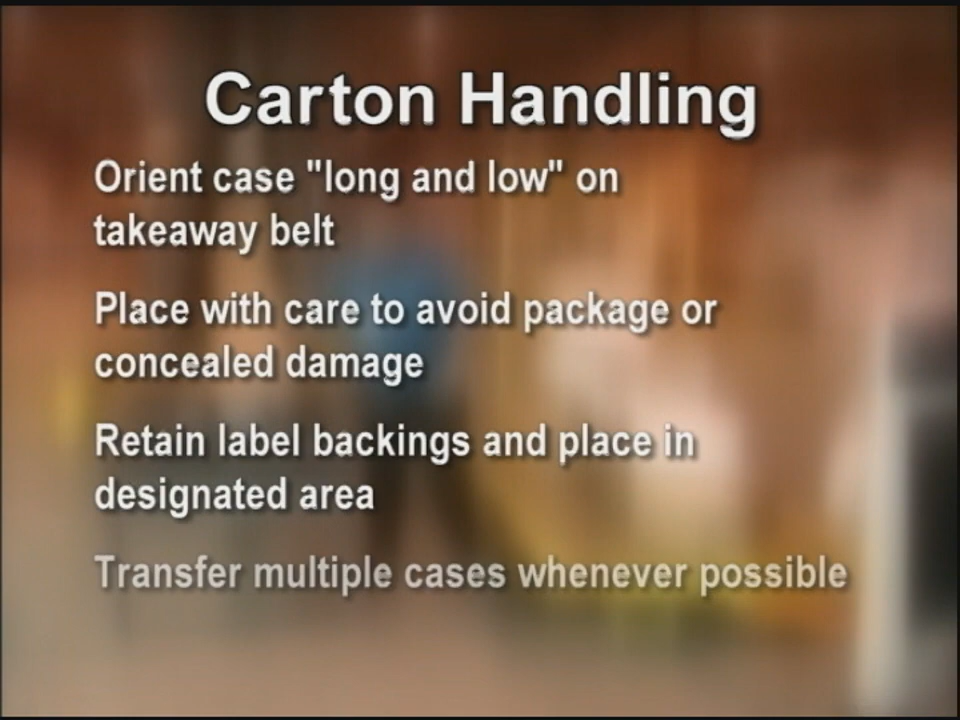 Carton Handling
Orient case "long and low" on
takeaway belt
Place with care to avoid package or
concealed damage
Retain label backings and place in
designated area
Transfer multiple cases whenever possible